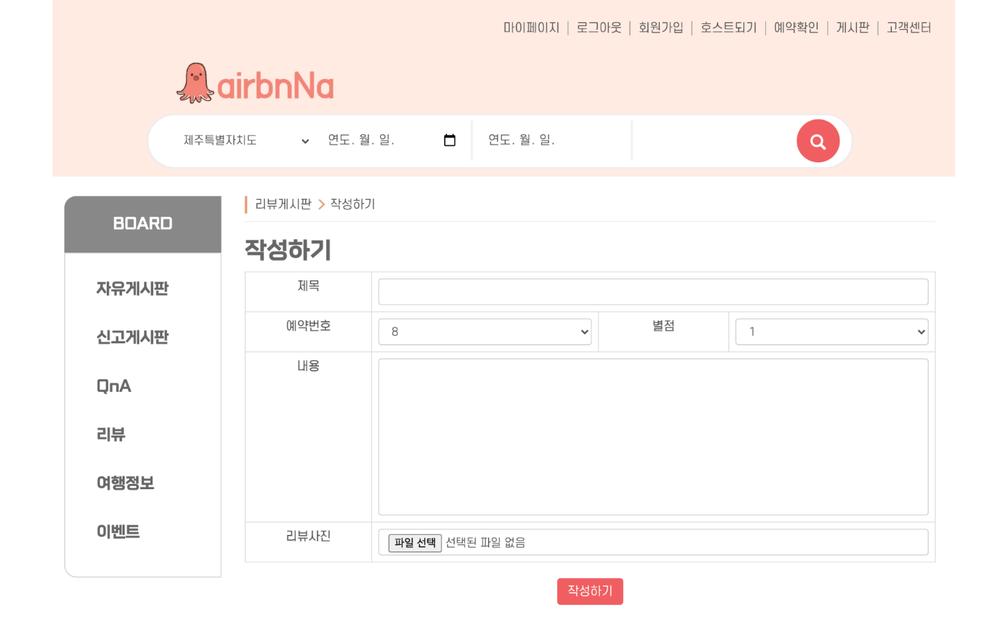 마이페이지 | 로그아웃 | 회원가입 | 호스트되기 | 예약확인 | 게시판 | 고객센터
airbnNa
제주특별자치도 연도. 월. 일. 연도. 월. 일.
BOARD
자유게시판
신고게시판
QnA
리뷰
여행정보
이벤트
리뷰게시판 > 작성하기
작성하기
제목
예약번호 8 별점 1
내용
리뷰사진 파일 선택 선택된 파일 없음
작성하기